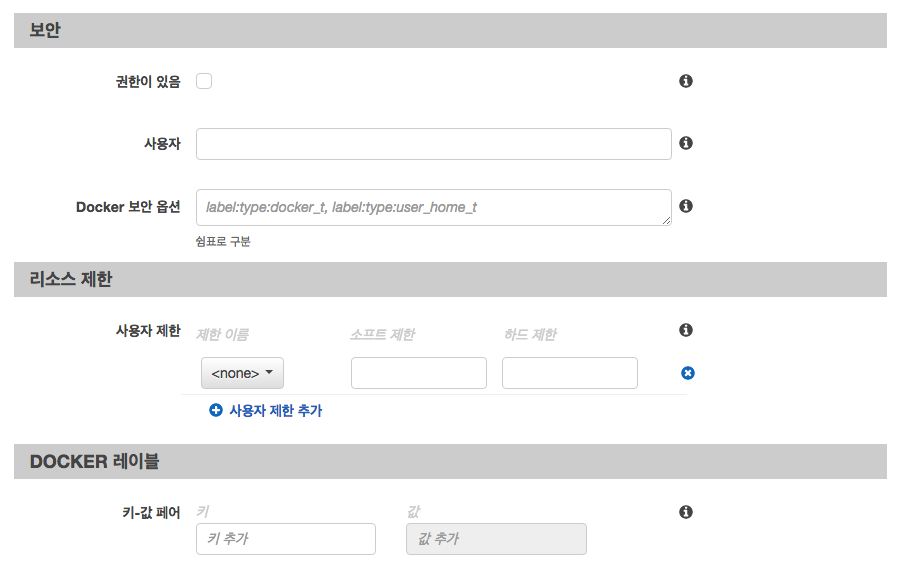 보안
권한이 있음
사용자
Docker 보안 옵션 label:type:docker_t, label:type:user_home_t
쉼표로 구분
리소스 제한
사용자 제한 제한 이름 소프트 제한 하드 제한
<none>
사용자 제한 추가
DOCKER 레이블
키-값 페어 키 값
키 추가 값 추가